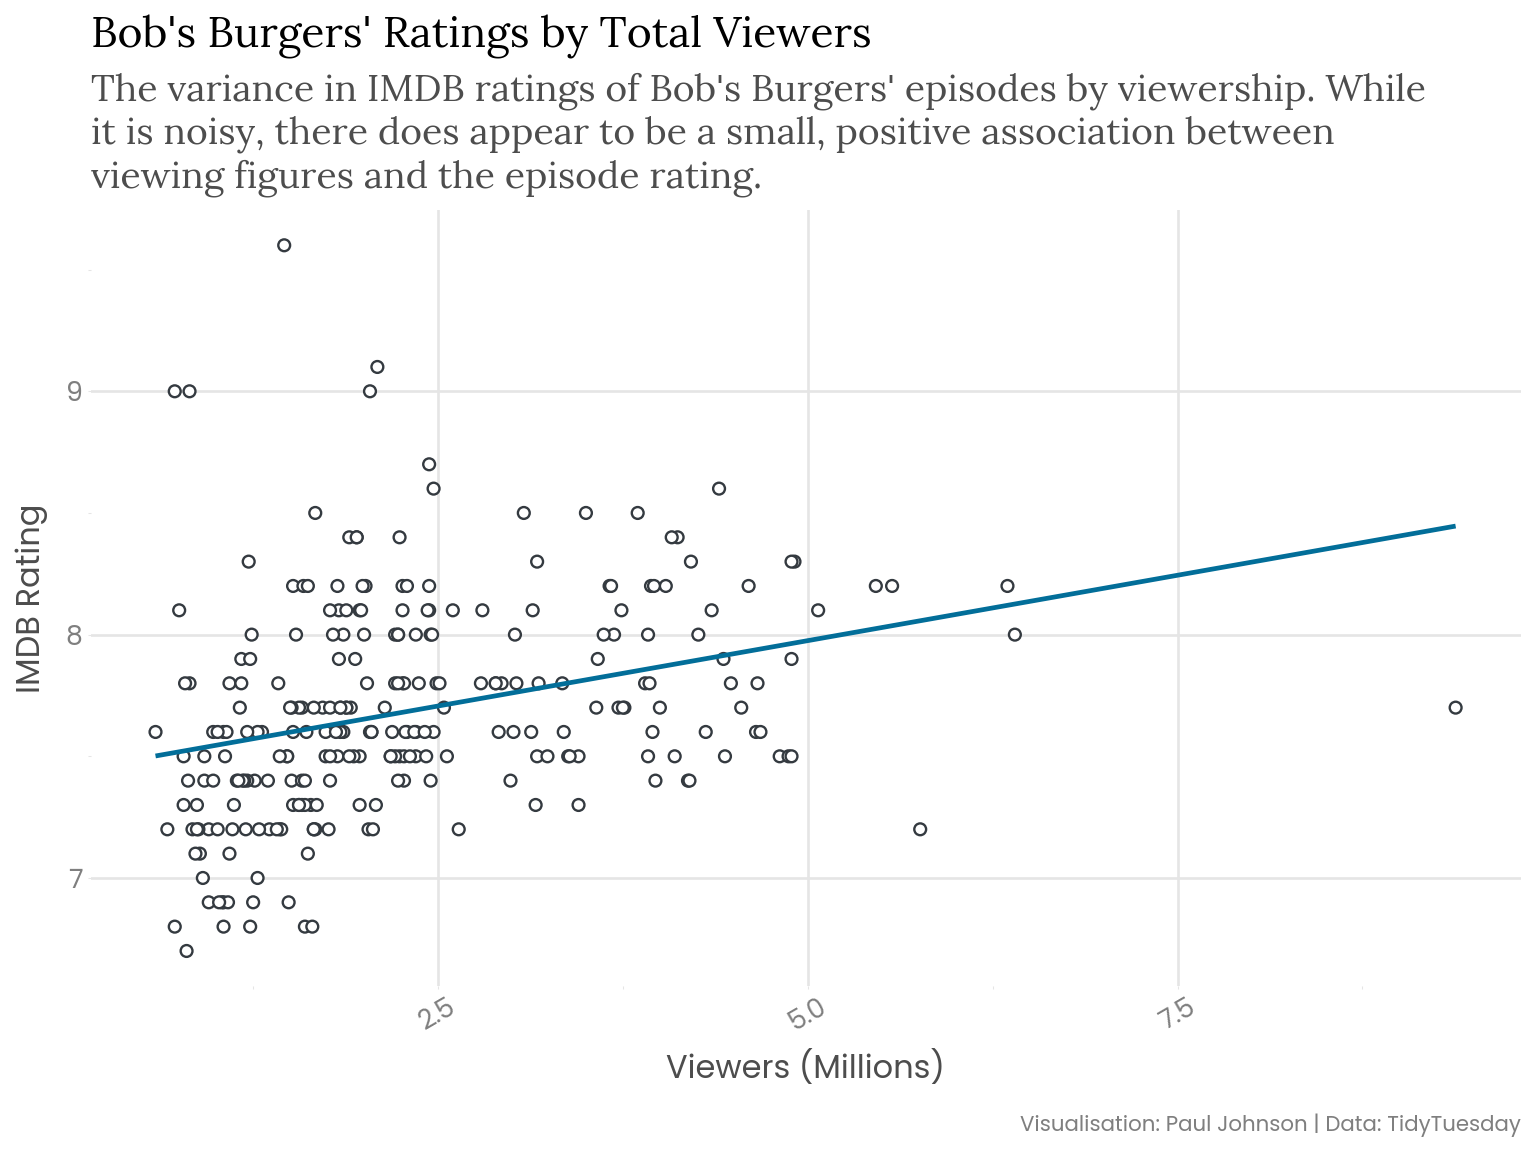 Bob's Burgers' Ratings by Total Viewers
The variance in IMDB ratings of Bob's Burgers' episodes by viewership. While
it is noisy, there does appear to be a small, positive association between
viewing figures and the episode rating.
9
8
7
IMDB Rating
2.5
5.0
7.5
Viewers (Millions)
Visualisation: Paul Johnson | Data: TidyTuesday